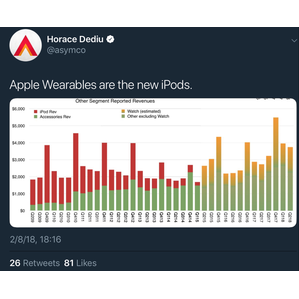 Horace Dediu
@asymco
Apple Wearables are the new iPods.
Other Segment Reported Revenues
iPod Rev
Accessories Rev
Watch (estimated)
Other excluding Watch
$6,000
$5,000
$4,000
$3,000
$2,000
$1,000
$0
2/8/18, 18:16
26 Retweets 81 Likes